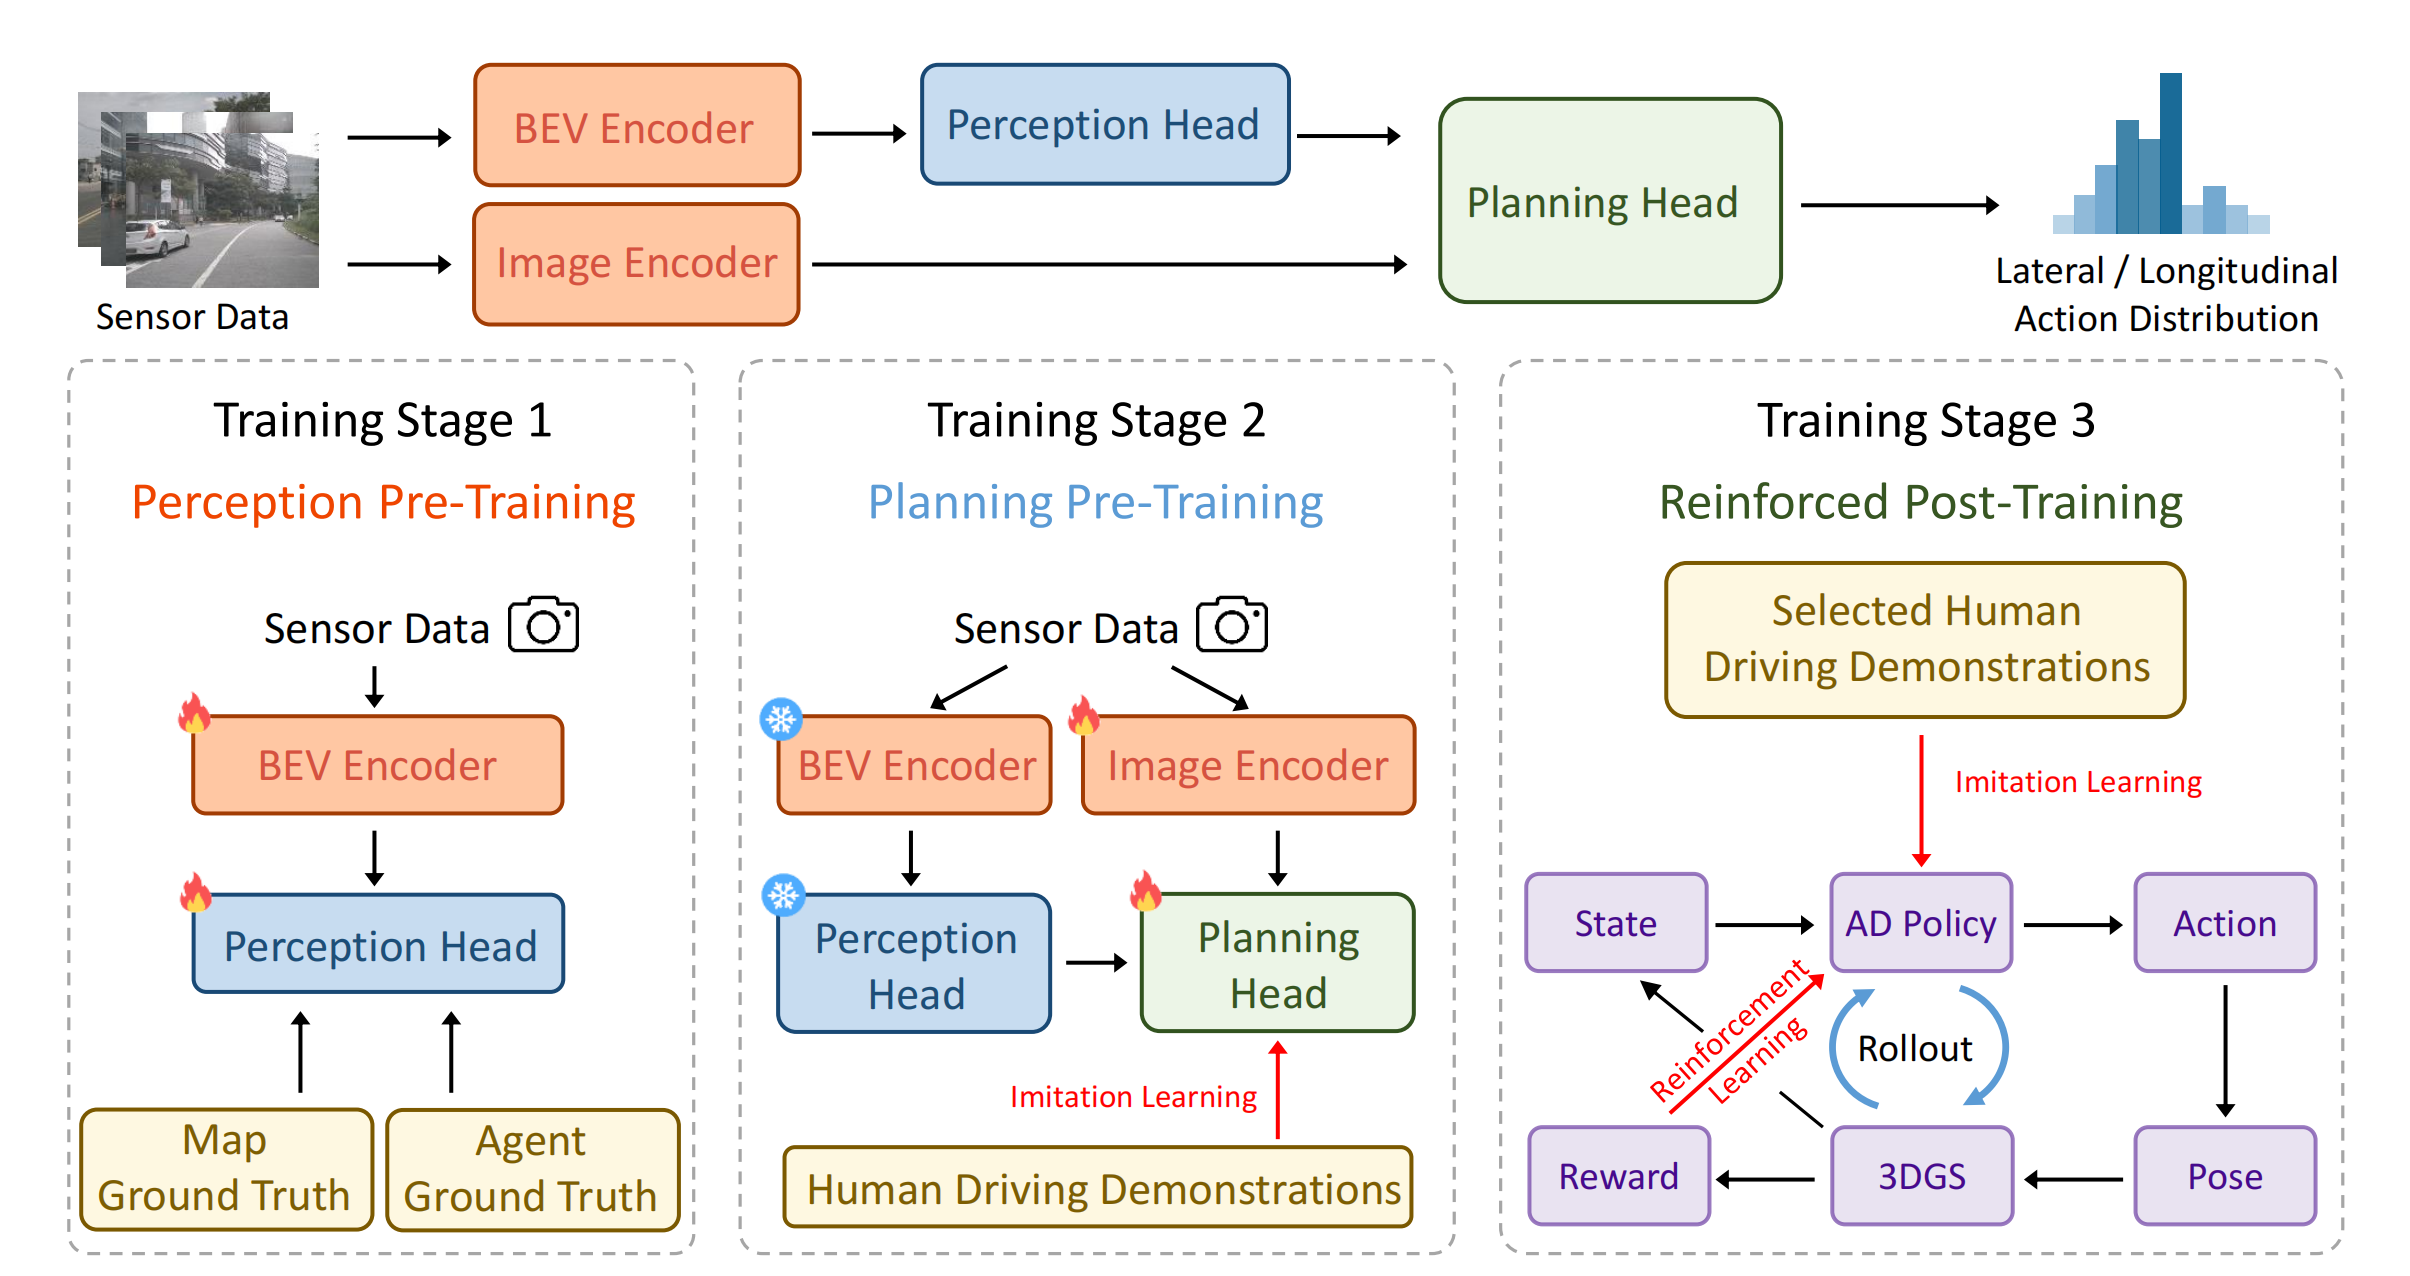 BEV Encoder
Perception Head
Image Encoder
Planning Head
Sensor Data
Lateral / Longitudinal
Action Distribution
Training Stage 1
Perception Pre-Training
Sensor Data
BEV Encoder
Perception Head
Map
Ground Truth
Agent
Ground Truth
Training Stage 2
Planning Pre-Training
Sensor Data
BEV Encoder
Image Encoder
Perception
Head
Planning
Head
Imitation Learning
Human Driving Demonstrations
Training Stage 3
Reinforced Post-Training
Selected Human
Driving Demonstrations
Imitation Learning
State
AD Policy
Action
Reinforcement
Learning
Rollout
Reward
3DGS
Pose